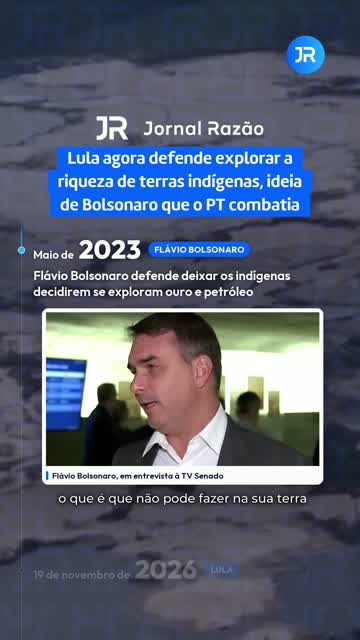 JR
JR Jornal Razão
Lula agora defende explorar a
riqueza de terras indígenas, ideia
de Bolsonaro que o PT combatia
Maio de 2023 FLÁVIO BOLSONARO
Flávio Bolsonaro defende deixar os indígenas
decidirem se exploram ouro e petróleo
Flávio Bolsonaro, em entrevista à TV Senado
o que é que não pode fazer na sua terra
19 de novembro de 2026 LULA